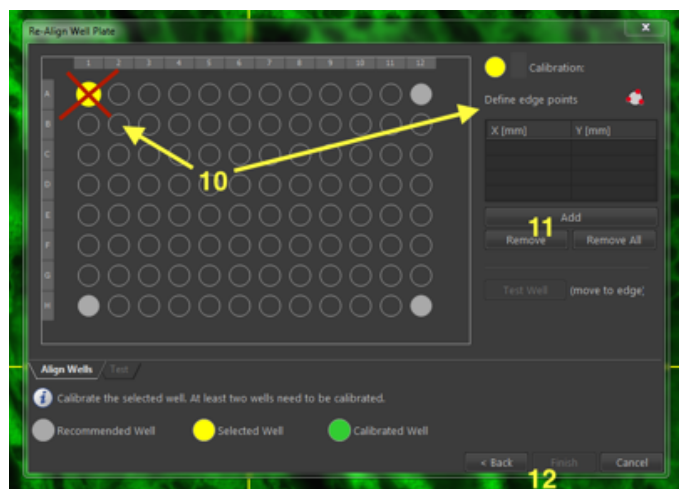 Re-Align Well Plate
x
1 2 3 4 5 6 7 8 9 10 11 12
A
B
C
D
E
F
G
H
10
Calibration:
Define edge points
X [mm] Y [mm]
Add
11
Remove Remove All
Test Well (move to edge)
Align Wells Test
i Calibrate the selected well. At least two wells need to be calibrated.
Recommended Well Selected Well Calibrated Well
< Back Finish Cancel
12